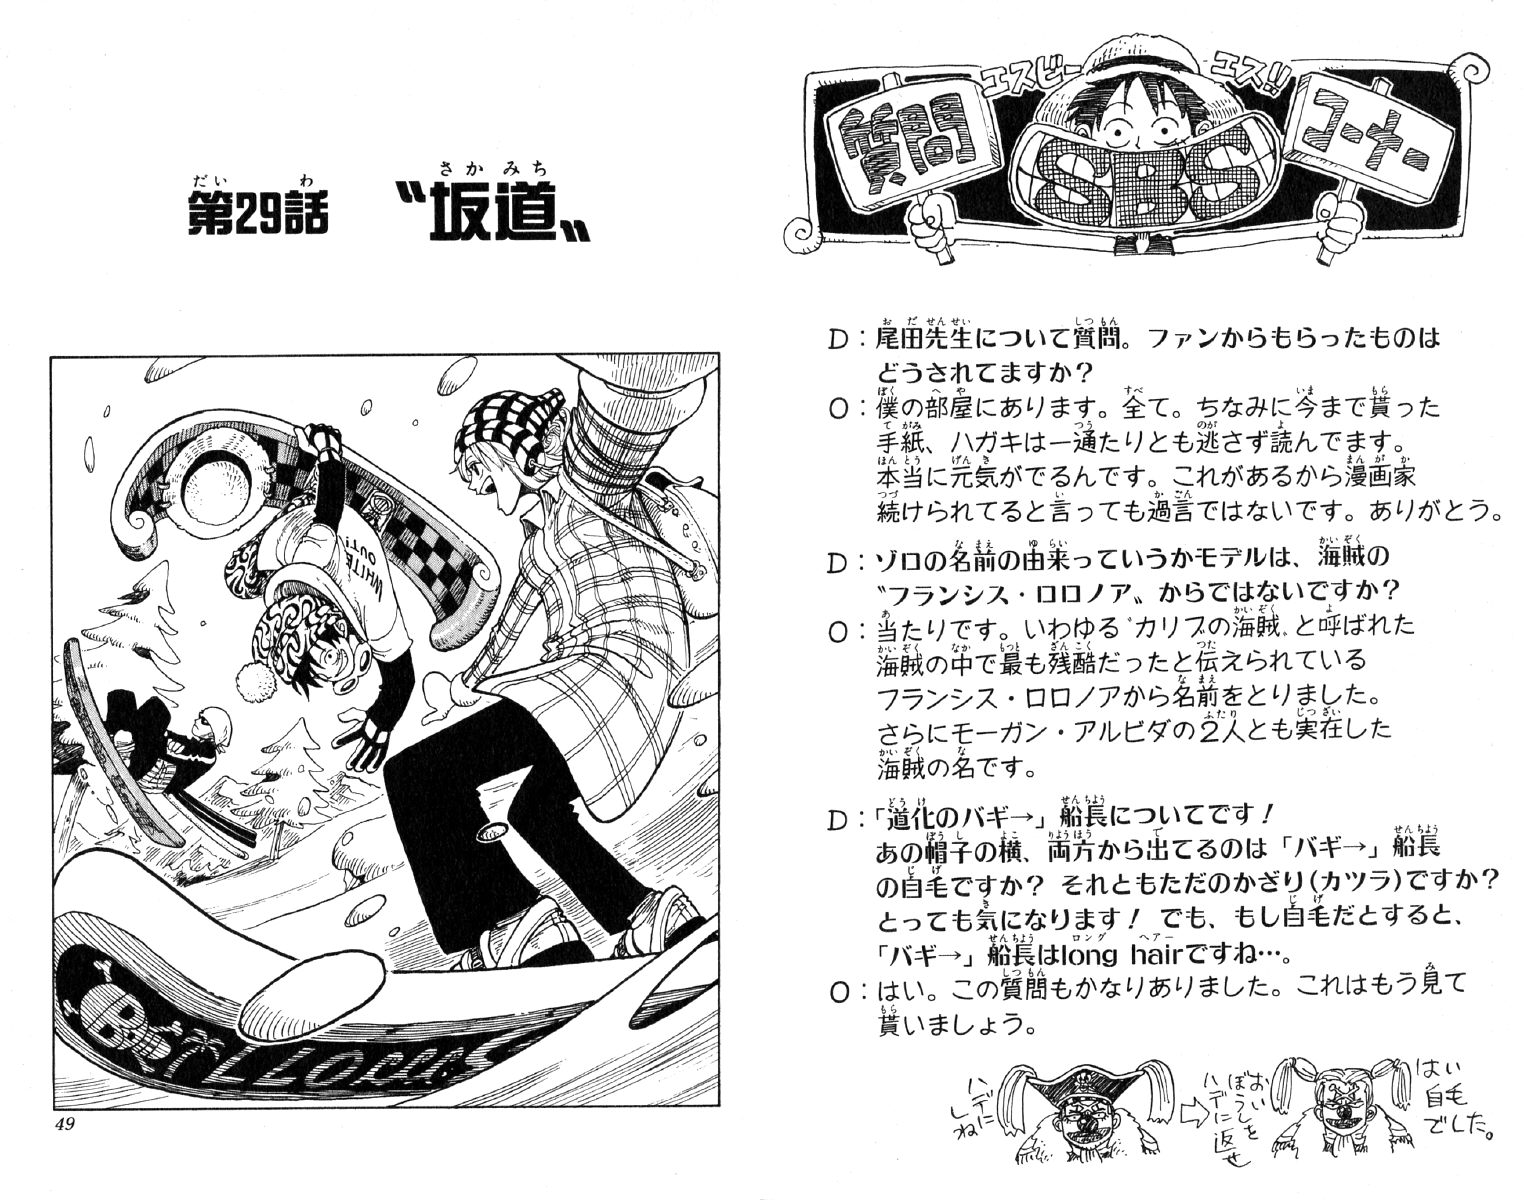 エスビーエス!!
質問
SBS
コーナー
D：尾田先生について質問。ファンからもらったものは
どうされてますか？
O：僕の部屋にあります。全て。ちなみに今まで貰った
手紙、ハガキは一通たりとも逃さず読んでます。
本当に元気がでるんです。これがあるから漫画家
続けられてると言っても過言ではないです。ありがとう。
D：ゾロの名前の由来っていうかモデルは、海賊の
〝フランシス・ロロノア〟からではないですか？
O：当たりです。いわゆる〝カリブの海賊〟と呼ばれた
海賊の中で最も残酷だったと伝えられている
フランシス・ロロノアから名前をとりました。
さらにモーガン・アルビダの２人とも実在した
海賊の名です。
D：「道化のバギー→」船長についてです！
あの帽子の横、両方から出てるのは「バギ→」船長
の自毛ですか？ それともただのかざり(カツラ)ですか？
とっても気になります！ でも、もし自毛だとすると、
「バギ→」船長はlong hairですね…。
O：はい。この質問もかなりありました。これはもう見て
貰いましょう。
ハデにしね
おいぼうしをハデに返せ
はい自毛でした。
第29話 〝坂道〟
WHITE OUT!
49